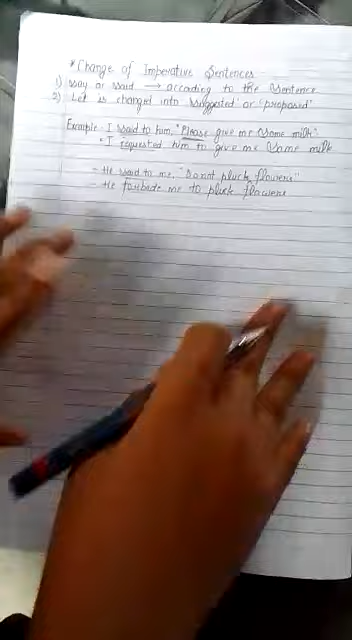 * Change of Imperative Sentences
1) say or said → according to the sentence
2) Let is changed into suggested or "proposed"
Example - I said to him, "Please give me some milk"
* I requested him to give me some milk
- He said to me, "Do not pluck flowers"
- He forbade me to pluck flowers